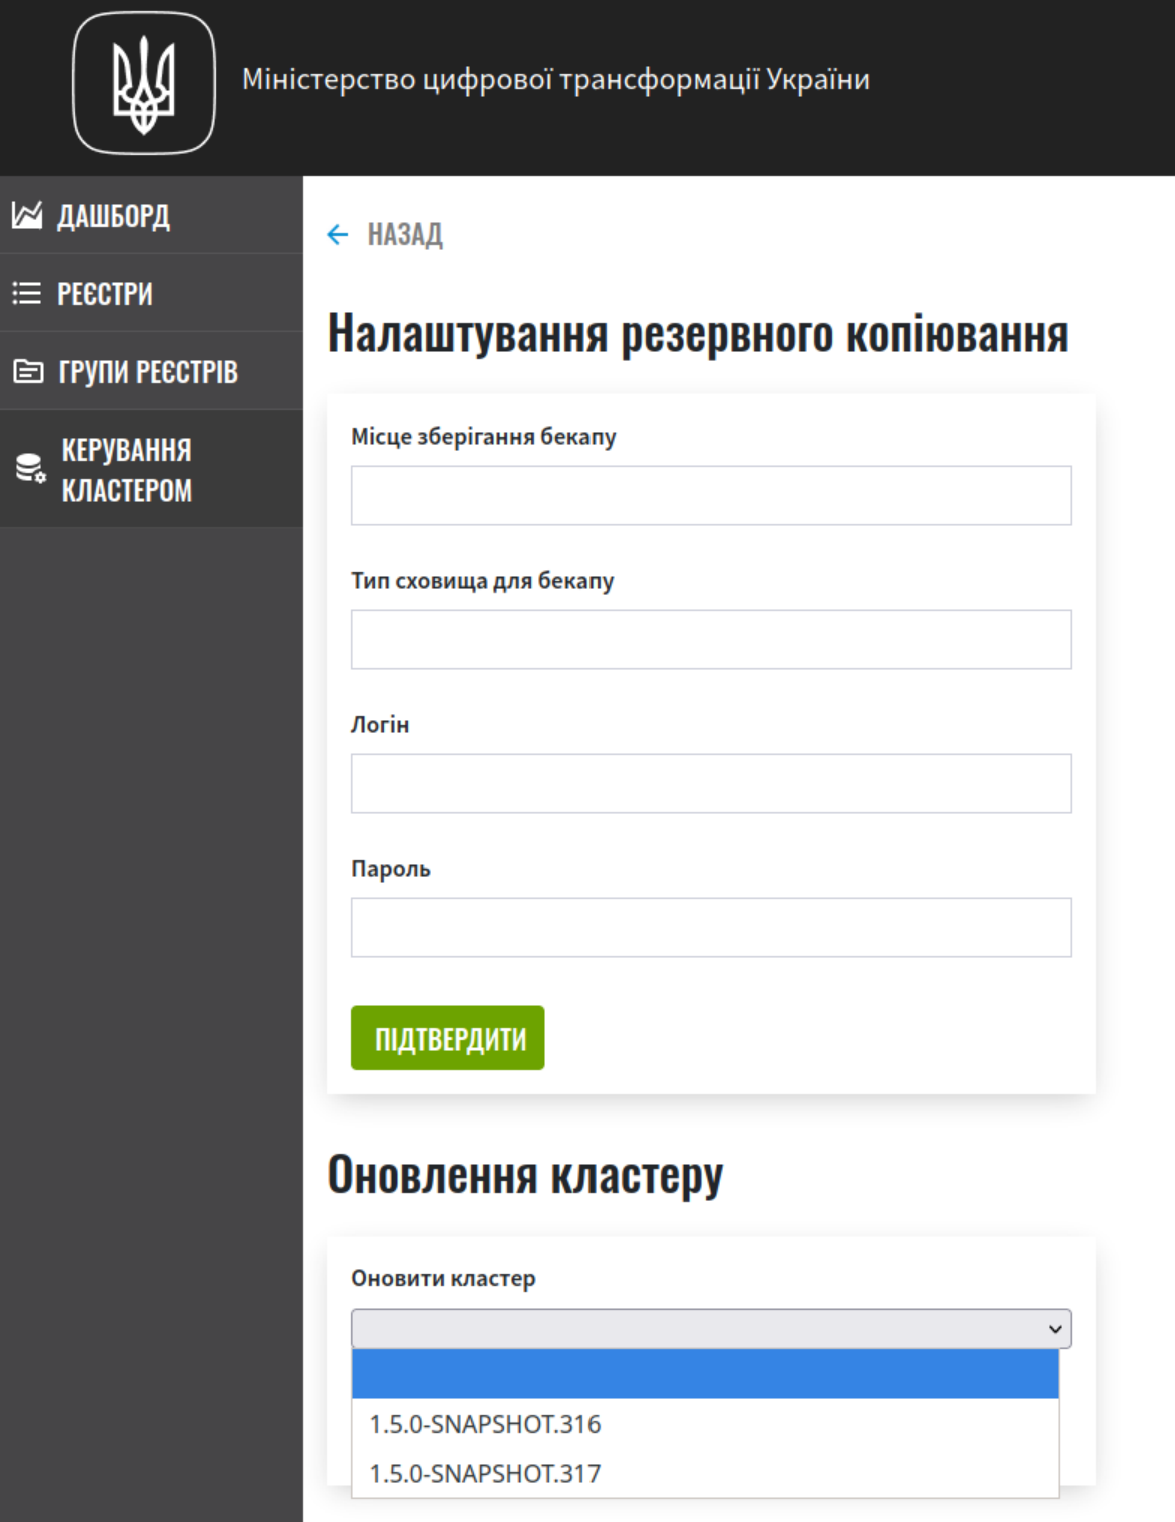 Міністерство цифрової трансформації України
ДАШБОРД
РЕЄСТРИ
ГРУПИ РЕЄСТРІВ
КЕРУВАННЯ
КЛАСТЕРОМ
НАЗАД
Налаштування резервного копіювання
Місце зберігання бекапу
Тип сховища для бекапу
Логін
Пароль
ПІДТВЕРДИТИ
Оновлення кластеру
Оновити кластер
1.5.0-SNAPSHOT.316
1.5.0-SNAPSHOT.317